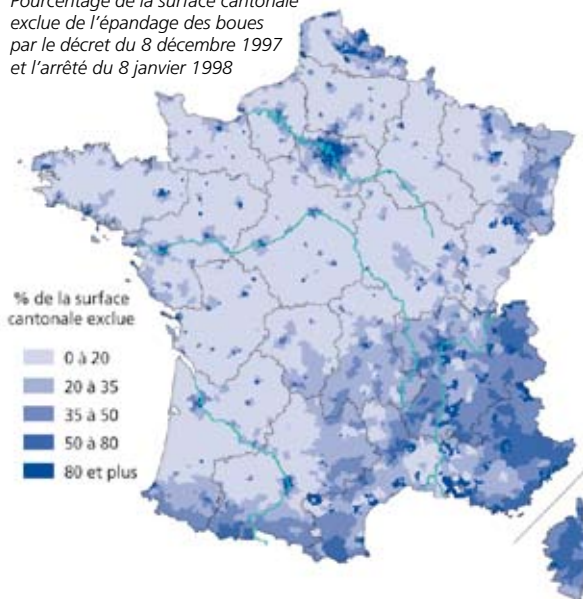 Pourcentage de la surface cantonale
exclue de l'épandage des boues
par le décret du 8 décembre 1997
et l'arrêté du 8 janvier 1998
% de la surface
cantonale exclue
0 à 20
20 à 35
35 à 50
50 à 80
80 et plus